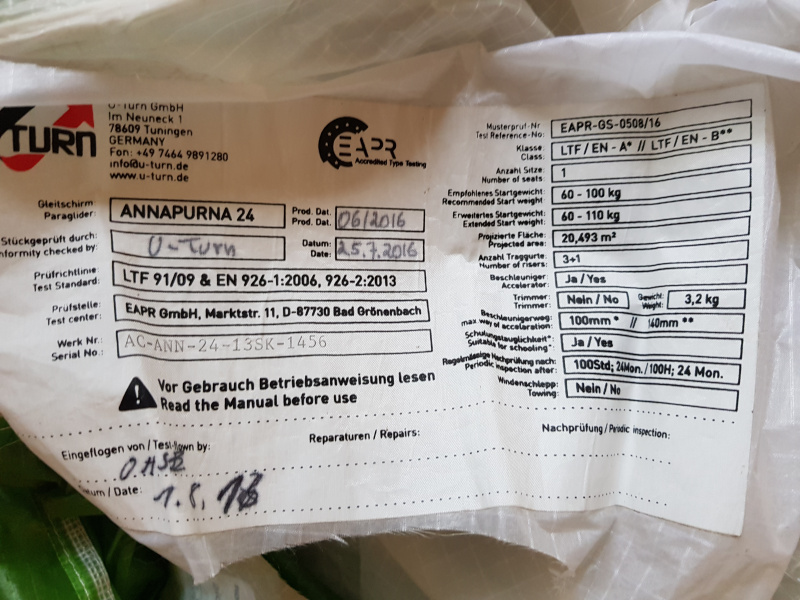 TURN
U-Turn GmbH
Im Neuneck 1
78609 Tuningen
GERMANY
Fon: +49 7464 9891280
info@u-turn.de
www.u-turn.de
EAPR
Accredited Type Testing
Gleitschirm
Paraglider:
ANNAPURNA 24
Prod. Dat.
Prod. Dat.
06/2016
Stückgeprüft durch:
nformity checked by:
U-Turn
Datum:
Date:
25.7.2016
Prüfrichtlinie
Test Standard:
LTF 91/09 & EN 926-1:2006, 926-2:2013
Prüfstelle:
Test center:
EAPR GmbH, Marktstr. 11, D-87730 Bad Grönenbach
Werk Nr.:
Serial No.:
AC-ANN-24-13SK-1456
Vor Gebrauch Betriebsanweisung lesen
Read the Manual before use
Musterpruf-Nr
Test Reference-No:
EAPR-GS-0508/16
Klasse:
Class:
LTF/EN - A* // LTF/EN - B**
Anzahl Sitze:
Number of seats
1
Empfohlenes Startgewicht:
Recommended Start weight:
60 - 100 kg
Erweitertes Startgewicht:
Extended Start weight:
60 - 110 kg
Projizierte Fläche:
Projected area:
20,493 m²
Anzahl Traggurte:
Number of risers:
3+1
Beschleuniger:
Accelerator:
Ja / Yes
Trimmer:
Trimmer:
Nein / No
Gewicht:
Weight:
3,2 kg
Beschleunigerweg:
max way of acceleration:
100mm * // 140mm **
Schulungstauglichkeit*:
Suitable for schooling*:
Ja / Yes
Regelmässige Nachprüfung nach:
Periodic inspection after:
100Std; 24Mon./100H; 24 Mon.
Windenschlepp:
Towing:
Nein / No
Eingeflogen von / Test-flown by:
Datum / Date:
1.8.16
Reparaturen / Repairs:
Nachprüfung / Peridic inspection: